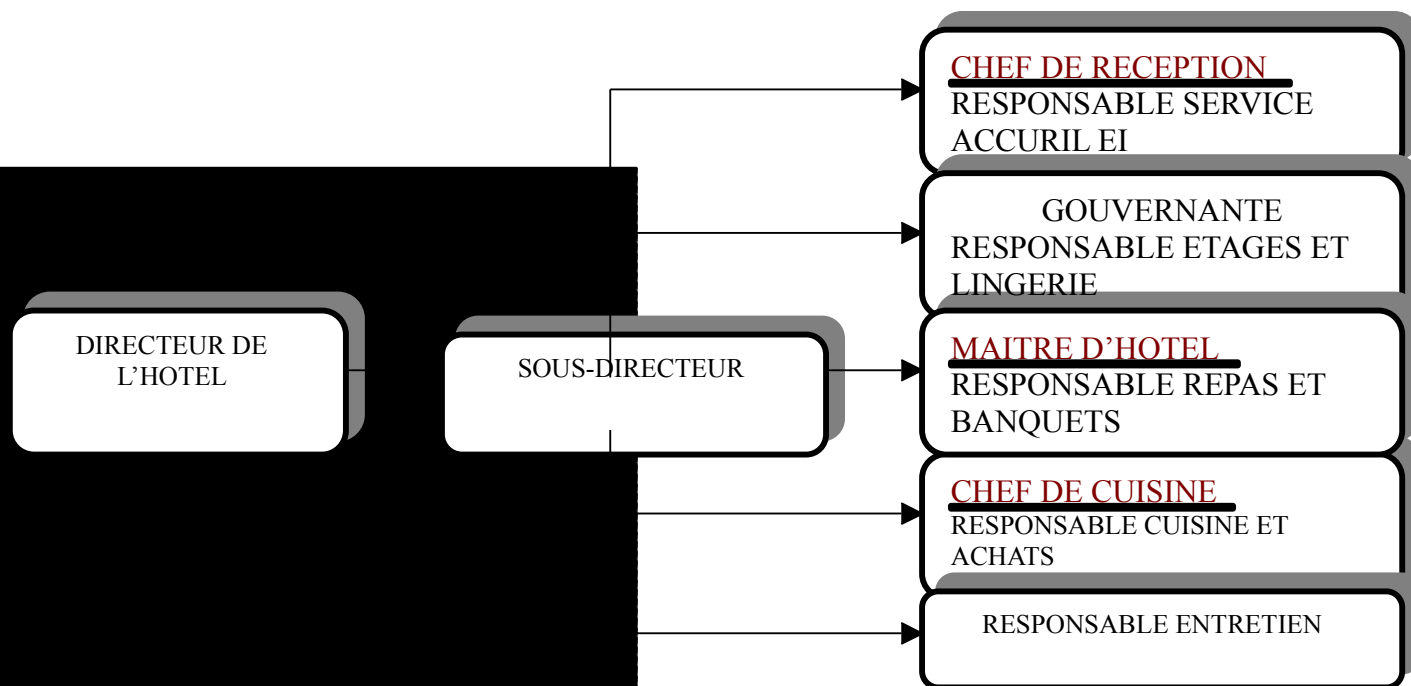 CHEF DE RECEPTION
RESPONSABLE SERVICE
ACCURIL EI
GOUVERNANTE
RESPONSABLE ETAGES ET
LINGERIE
DIRECTEUR DE
L’HOTEL
SOUS-DIRECTEUR
MAITRE D’HOTEL
RESPONSABLE REPAS ET
BANQUETS
CHEF DE CUISINE
RESPONSABLE CUISINE ET
ACHATS
RESPONSABLE ENTRETIEN